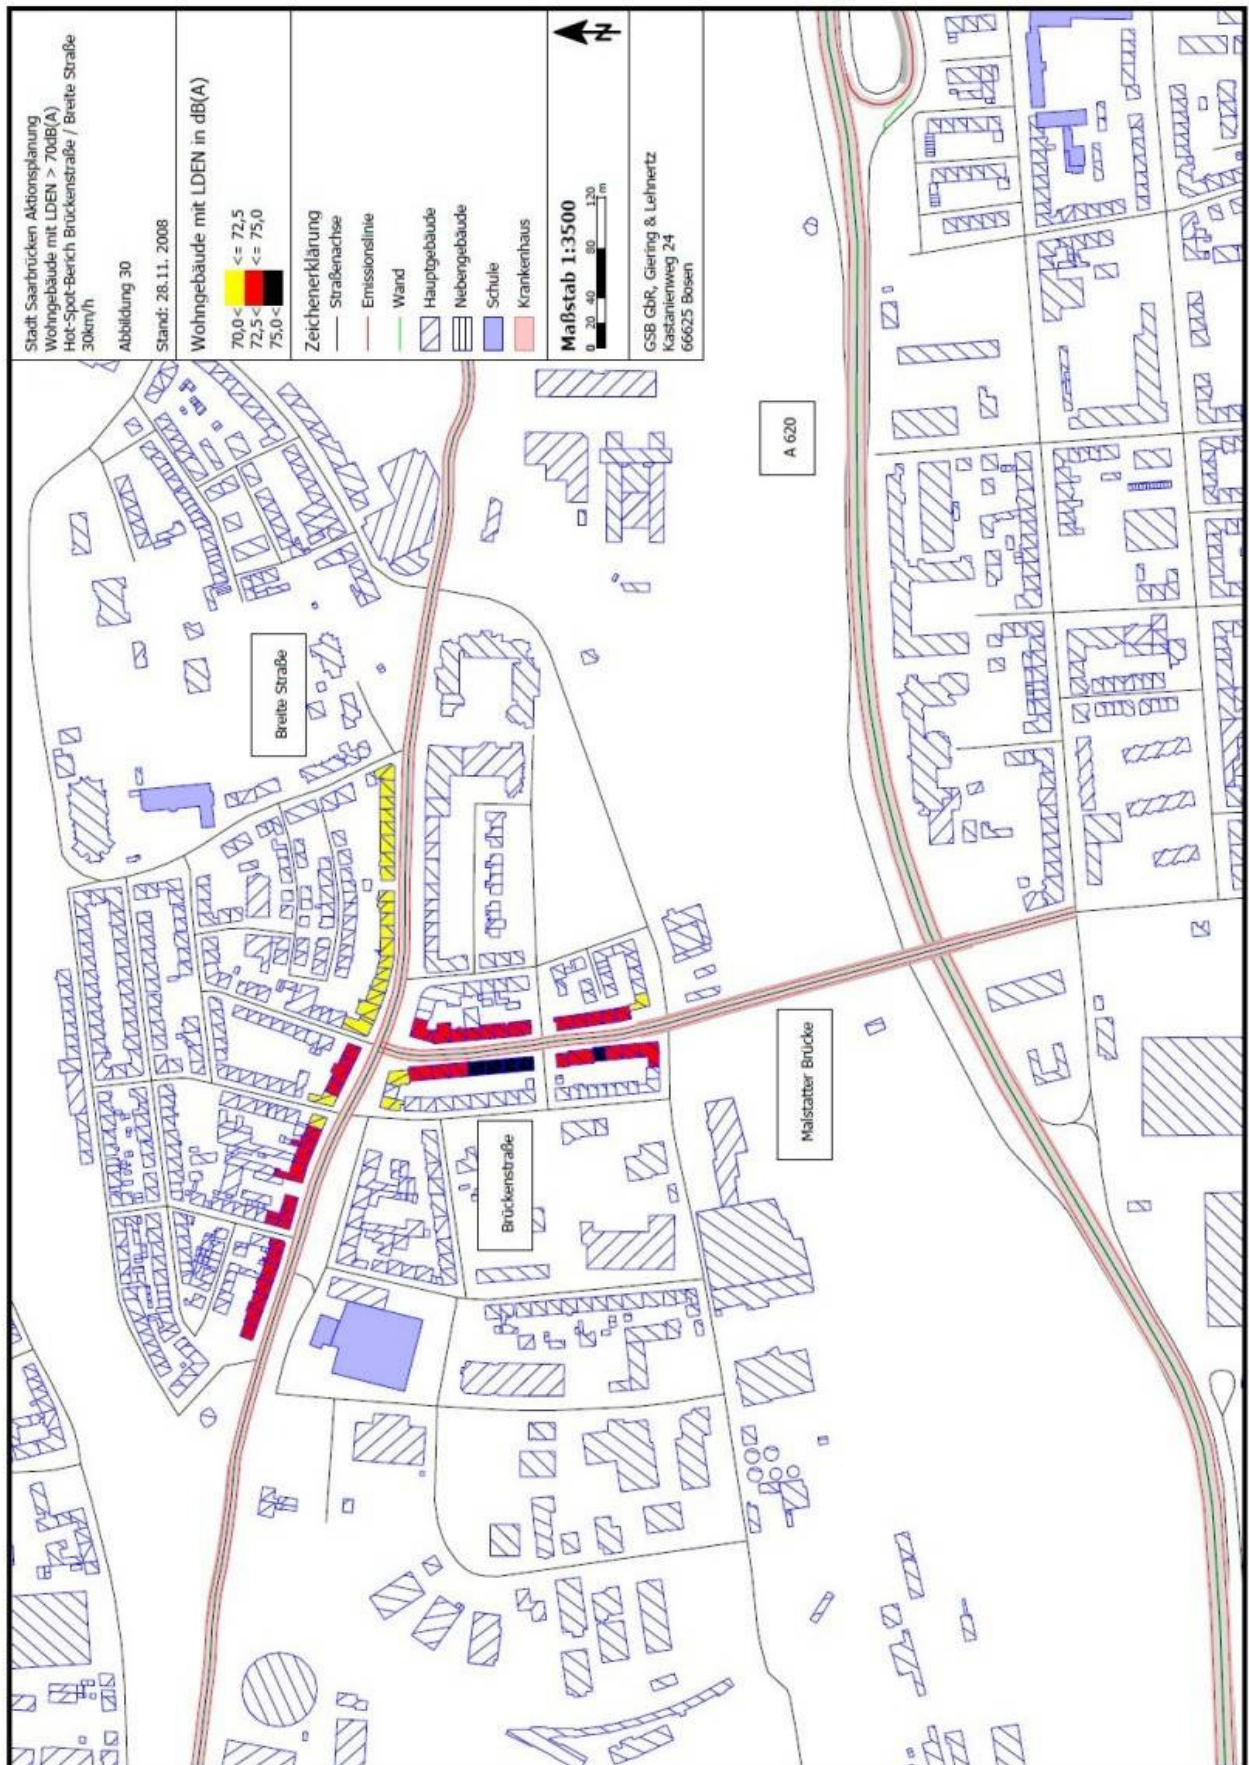 Stadt Saarbrücken Aktionsplanung
Wohngebäude mit LDEN > 70dB(A)
Hot-Spot-Berich Brückenstraße / Breite Straße
30km/h
Abbildung 30
Stand: 28.11. 2008
Wohngebäude mit LDEN in dB(A)
70,0< <= 72,5
72,5< <= 75,0
75,0<
Zeichenerklärung
Straßenachse
Emissionslinie
Wand
Hauptgebäude
Nebengebäude
Schule
Krankenhaus
N
Maßstab 1:3500
0 20 40 80 120
m
GSB GbR, Giering & Lehnertz
Kastanienweg 24
66625 Bosen
A 620
Breite Straße
Brückenstraße
Malstatter Brücke